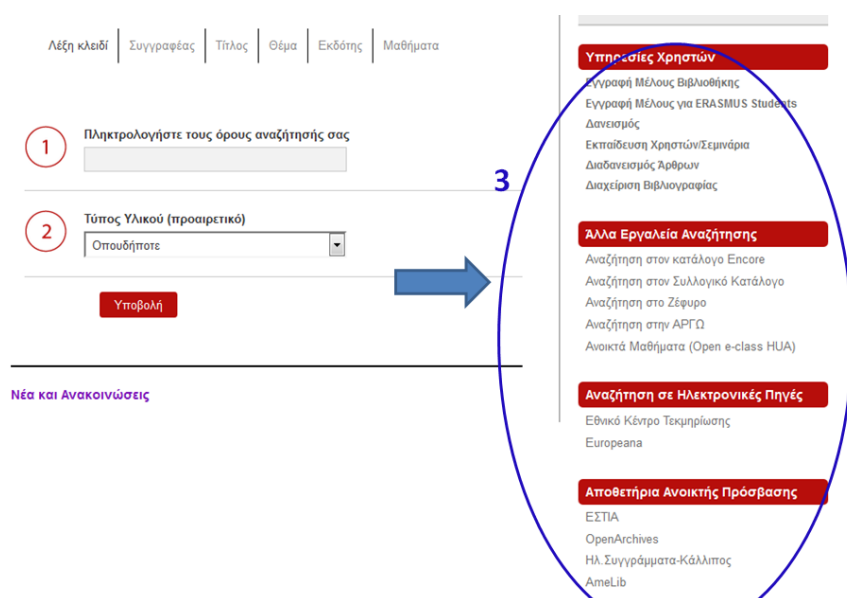 Λέξη κλειδί Συγγραφέας Τίτλος Θέμα Εκδότης Μαθήματα
1 Πληκτρολογήστε τους όρους αναζήτησής σας
2 Τύπος Υλικού (προαιρετικό)
Οπουδήποτε
Υποβολή
Νέα και Ανακοινώσεις
3
Υπηρεσίες Χρηστών
Εγγραφή Μέλους Βιβλιοθήκης
Εγγραφή Μέλους για ERASMUS Students
Δανεισμός
Εκπαίδευση Χρηστών/Σεμινάρια
Διαδανεισμός Άρθρων
Διαχείριση Βιβλιογραφίας
Άλλα Εργαλεία Αναζήτησης
Αναζήτηση στον κατάλογο Encore
Αναζήτηση στον Συλλογικό Κατάλογο
Αναζήτηση στο Ζέφυρο
Αναζήτηση στην ΑΡΓΩ
Ανοικτά Μαθήματα (Open e-class HUA)
Αναζήτηση σε Ηλεκτρονικές Πηγές
Εθνικό Κέντρο Τεκμηρίωσης
Europeana
Αποθετήρια Ανοικτής Πρόσβασης
ΕΣΤΙΑ
OpenArchives
Ηλ.Συγγράμματα-Κάλλιπος
AmeLib